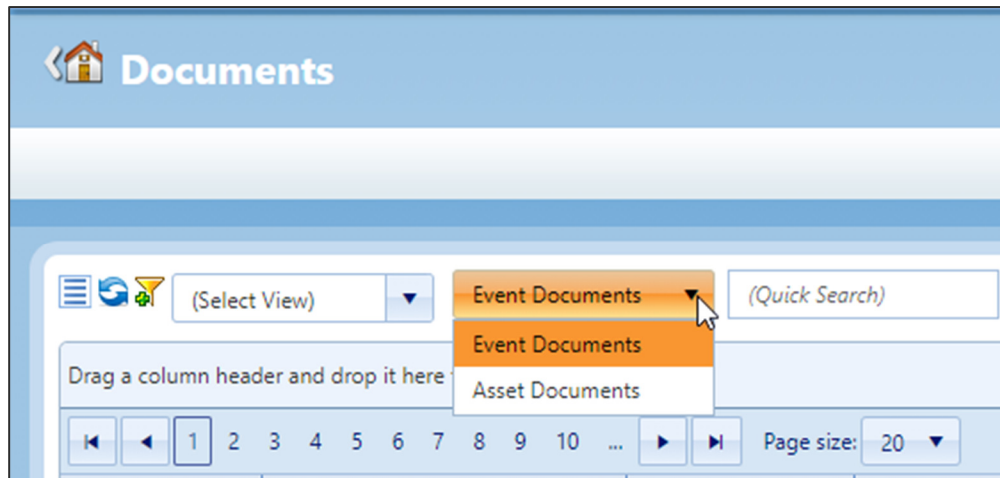 Documents
(Select View) Event Documents (Quick Search)
Event Documents
Asset Documents
Drag a column header and drop it here
1 2 3 4 5 6 7 8 9 10 ... Page size: 20